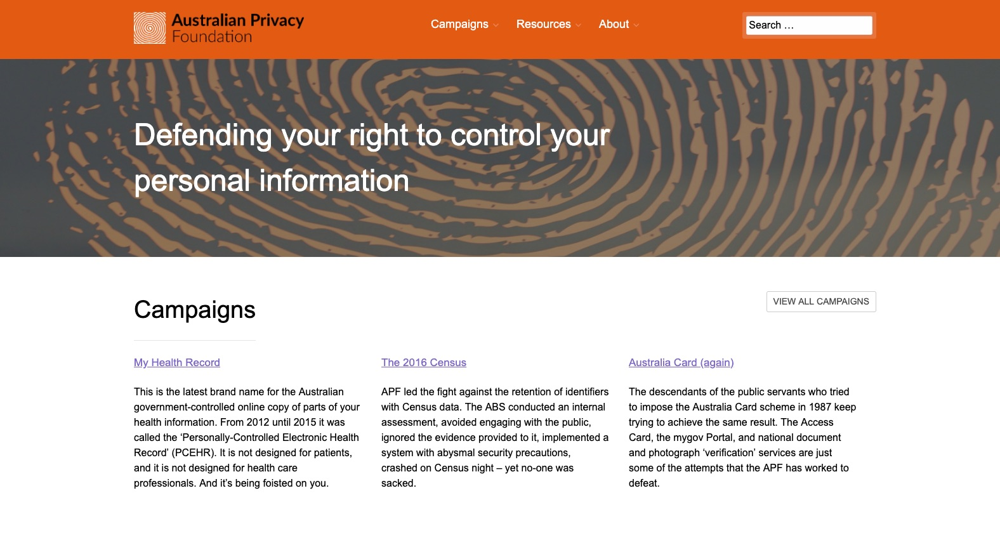 Australian Privacy
Foundation
Campaigns
Resources
About
Search …
Defending your right to control your
personal information
Campaigns
VIEW ALL CAMPAIGNS
My Health Record
This is the latest brand name for the Australian
government-controlled online copy of parts of your
health information. From 2012 until 2015 it was
called the ‘Personally-Controlled Electronic Health
Record’ (PCEHR). It is not designed for patients,
and it is not designed for health care
professionals. And it’s being foisted on you.
The 2016 Census
APF led the fight against the retention of identifiers
with Census data. The ABS conducted an internal
assessment, avoided engaging with the public,
ignored the evidence provided to it, implemented a
system with abysmal security precautions,
crashed on Census night – yet no-one was
sacked.
Australia Card (again)
The descendants of the public servants who tried
to impose the Australia Card scheme in 1987 keep
trying to achieve the same result. The Access
Card, the mygov Portal, and national document
and photograph ‘verification’ services are just
some of the attempts that the APF has worked to
defeat.